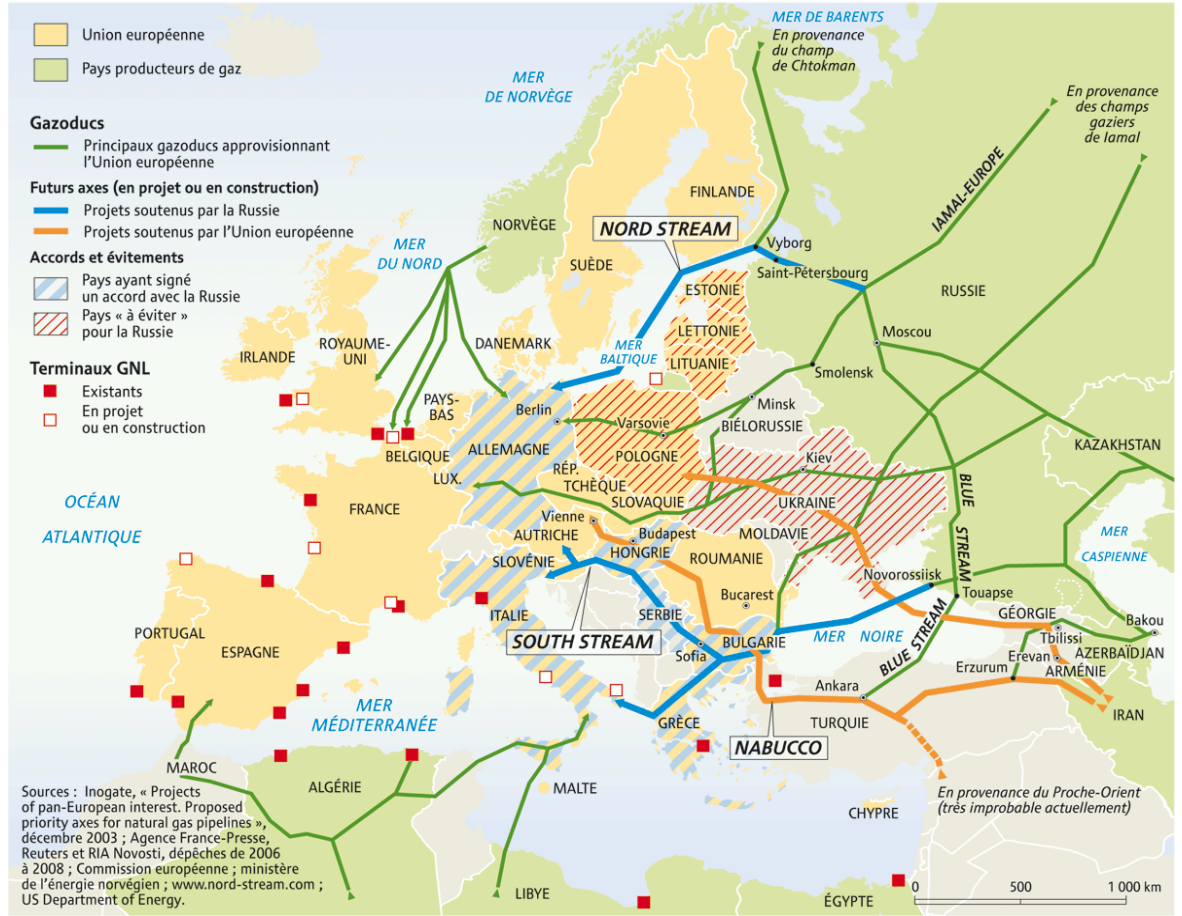 Union européenne
Pays producteurs de gaz
Gazoducs
Principaux gazoducs approvisionnant
l'Union européenne
Futurs axes (en projet ou en construction)
Projets soutenus par la Russie
Projets soutenus par l'Union européenne
Accords et évitements
Pays ayant signé
un accord avec la Russie
Pays « à éviter »
pour la Russie
Terminaux GNL
Existants
En projet
ou en construction
MER DE BARENTS
En provenance
du champ
de Chtokman
En provenance
des champs
gaziers
de Iamal
MER
DE NORVÈGE
IAMAL-EUROPE
FINLANDE
NORVÈGE
NORD STREAM
Vyborg
MER
DU NORD
SUÈDE
Saint-Pétersbourg
ESTONIE
RUSSIE
LETTONIE
Moscou
IRLANDE
ROYAUME-
UNI
DANEMARK
MER
BALTIQUE
LITUANIE
Smolensk
PAYS-
BAS
Berlin
Minsk
Varsovie
BIÉLORUSSIE
BELGIQUE
ALLEMAGNE
POLOGNE
Kiev
KAZAKHSTAN
LUX.
RÉP.
TCHÈQUE
SLOVAQUIE
UKRAINE
BLUE
STREAM
OCÉAN
ATLANTIQUE
FRANCE
Vienne
AUTRICHE
Budapest
HONGRIE
MOLDAVIE
ROUMANIE
MER
CASPIENNE
SLOVÉNIE
Novorossiisk
Touapse
Bucarest
ITALIE
SERBIE
GÉORGIE
Bakou
PORTUGAL
ESPAGNE
SOUTH STREAM
BULGARIE
MER NOIRE
BLUE STREAM
Tbilissi
Sofia
Erevan
AZERBAÏDJAN
Erzurum
ARMÉNIE
Ankara
MER
MÉDITERRANÉE
GRÈCE
TURQUIE
IRAN
NABUCCO
MAROC
ALGÉRIE
MALTE
En provenance du Proche-Orient
(très improbable actuellement)
CHYPRE
Sources : Inogate, « Projects
of pan-European interest. Proposed
priority axes for natural gas pipelines »,
décembre 2003 ; Agence France-Presse,
Reuters et RIA Novosti, dépêches de 2006
à 2008 ; Commission européenne ; ministère
de l'énergie norvégien ; www.nord-stream.com ;
US Department of Energy.
LIBYE
ÉGYPTE
0 500 1 000 km